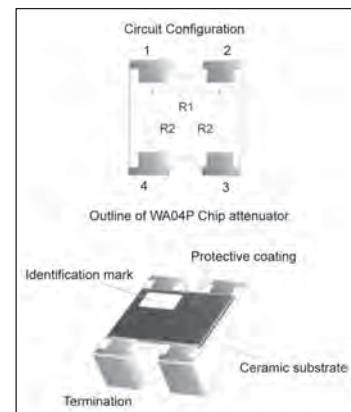 Circuit Configuration
1 2
R1
R2 R2
4 3
Outline of WA04P Chip attenuator
Protective coating
Identification mark
Ceramic substrate
Termination